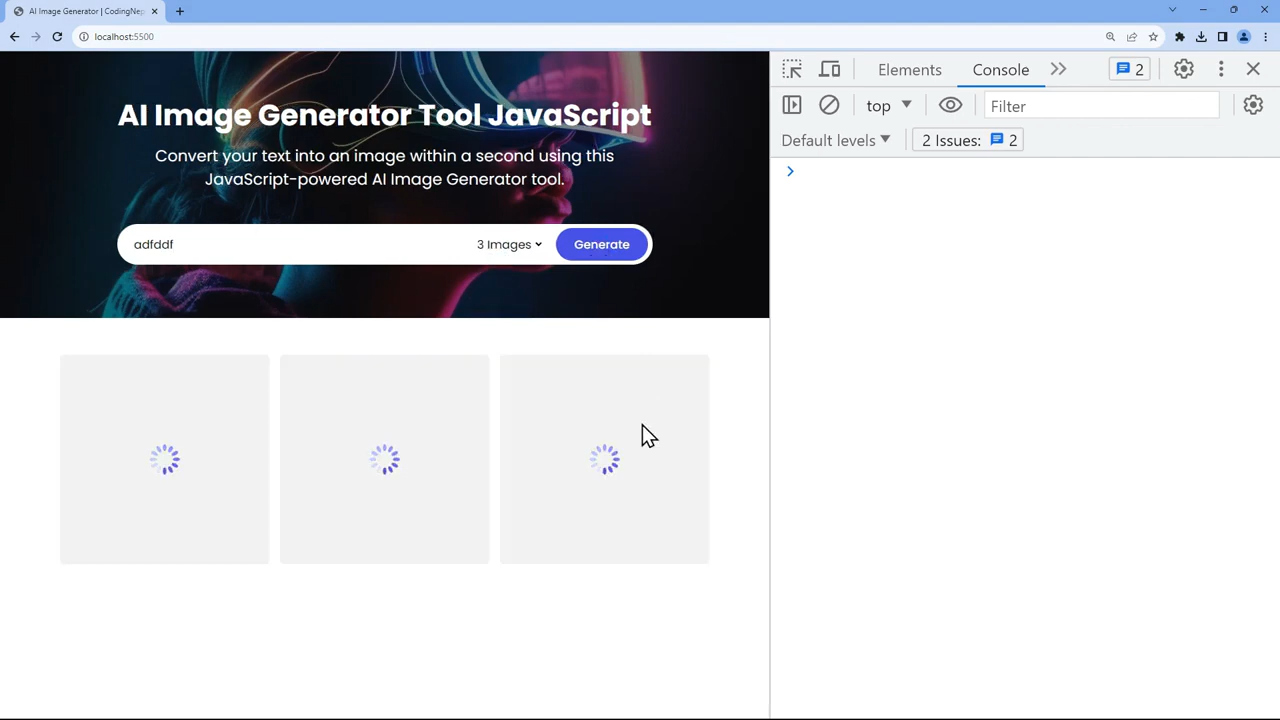 AI Image Generator | CodingNep
localhost:5500
AI Image Generator Tool JavaScript
Convert your text into an image within a second using this
JavaScript-powered AI Image Generator tool.
adfddf
3 Images
Generate
Elements
Console
2
top
Filter
Default levels
2 Issues:
2